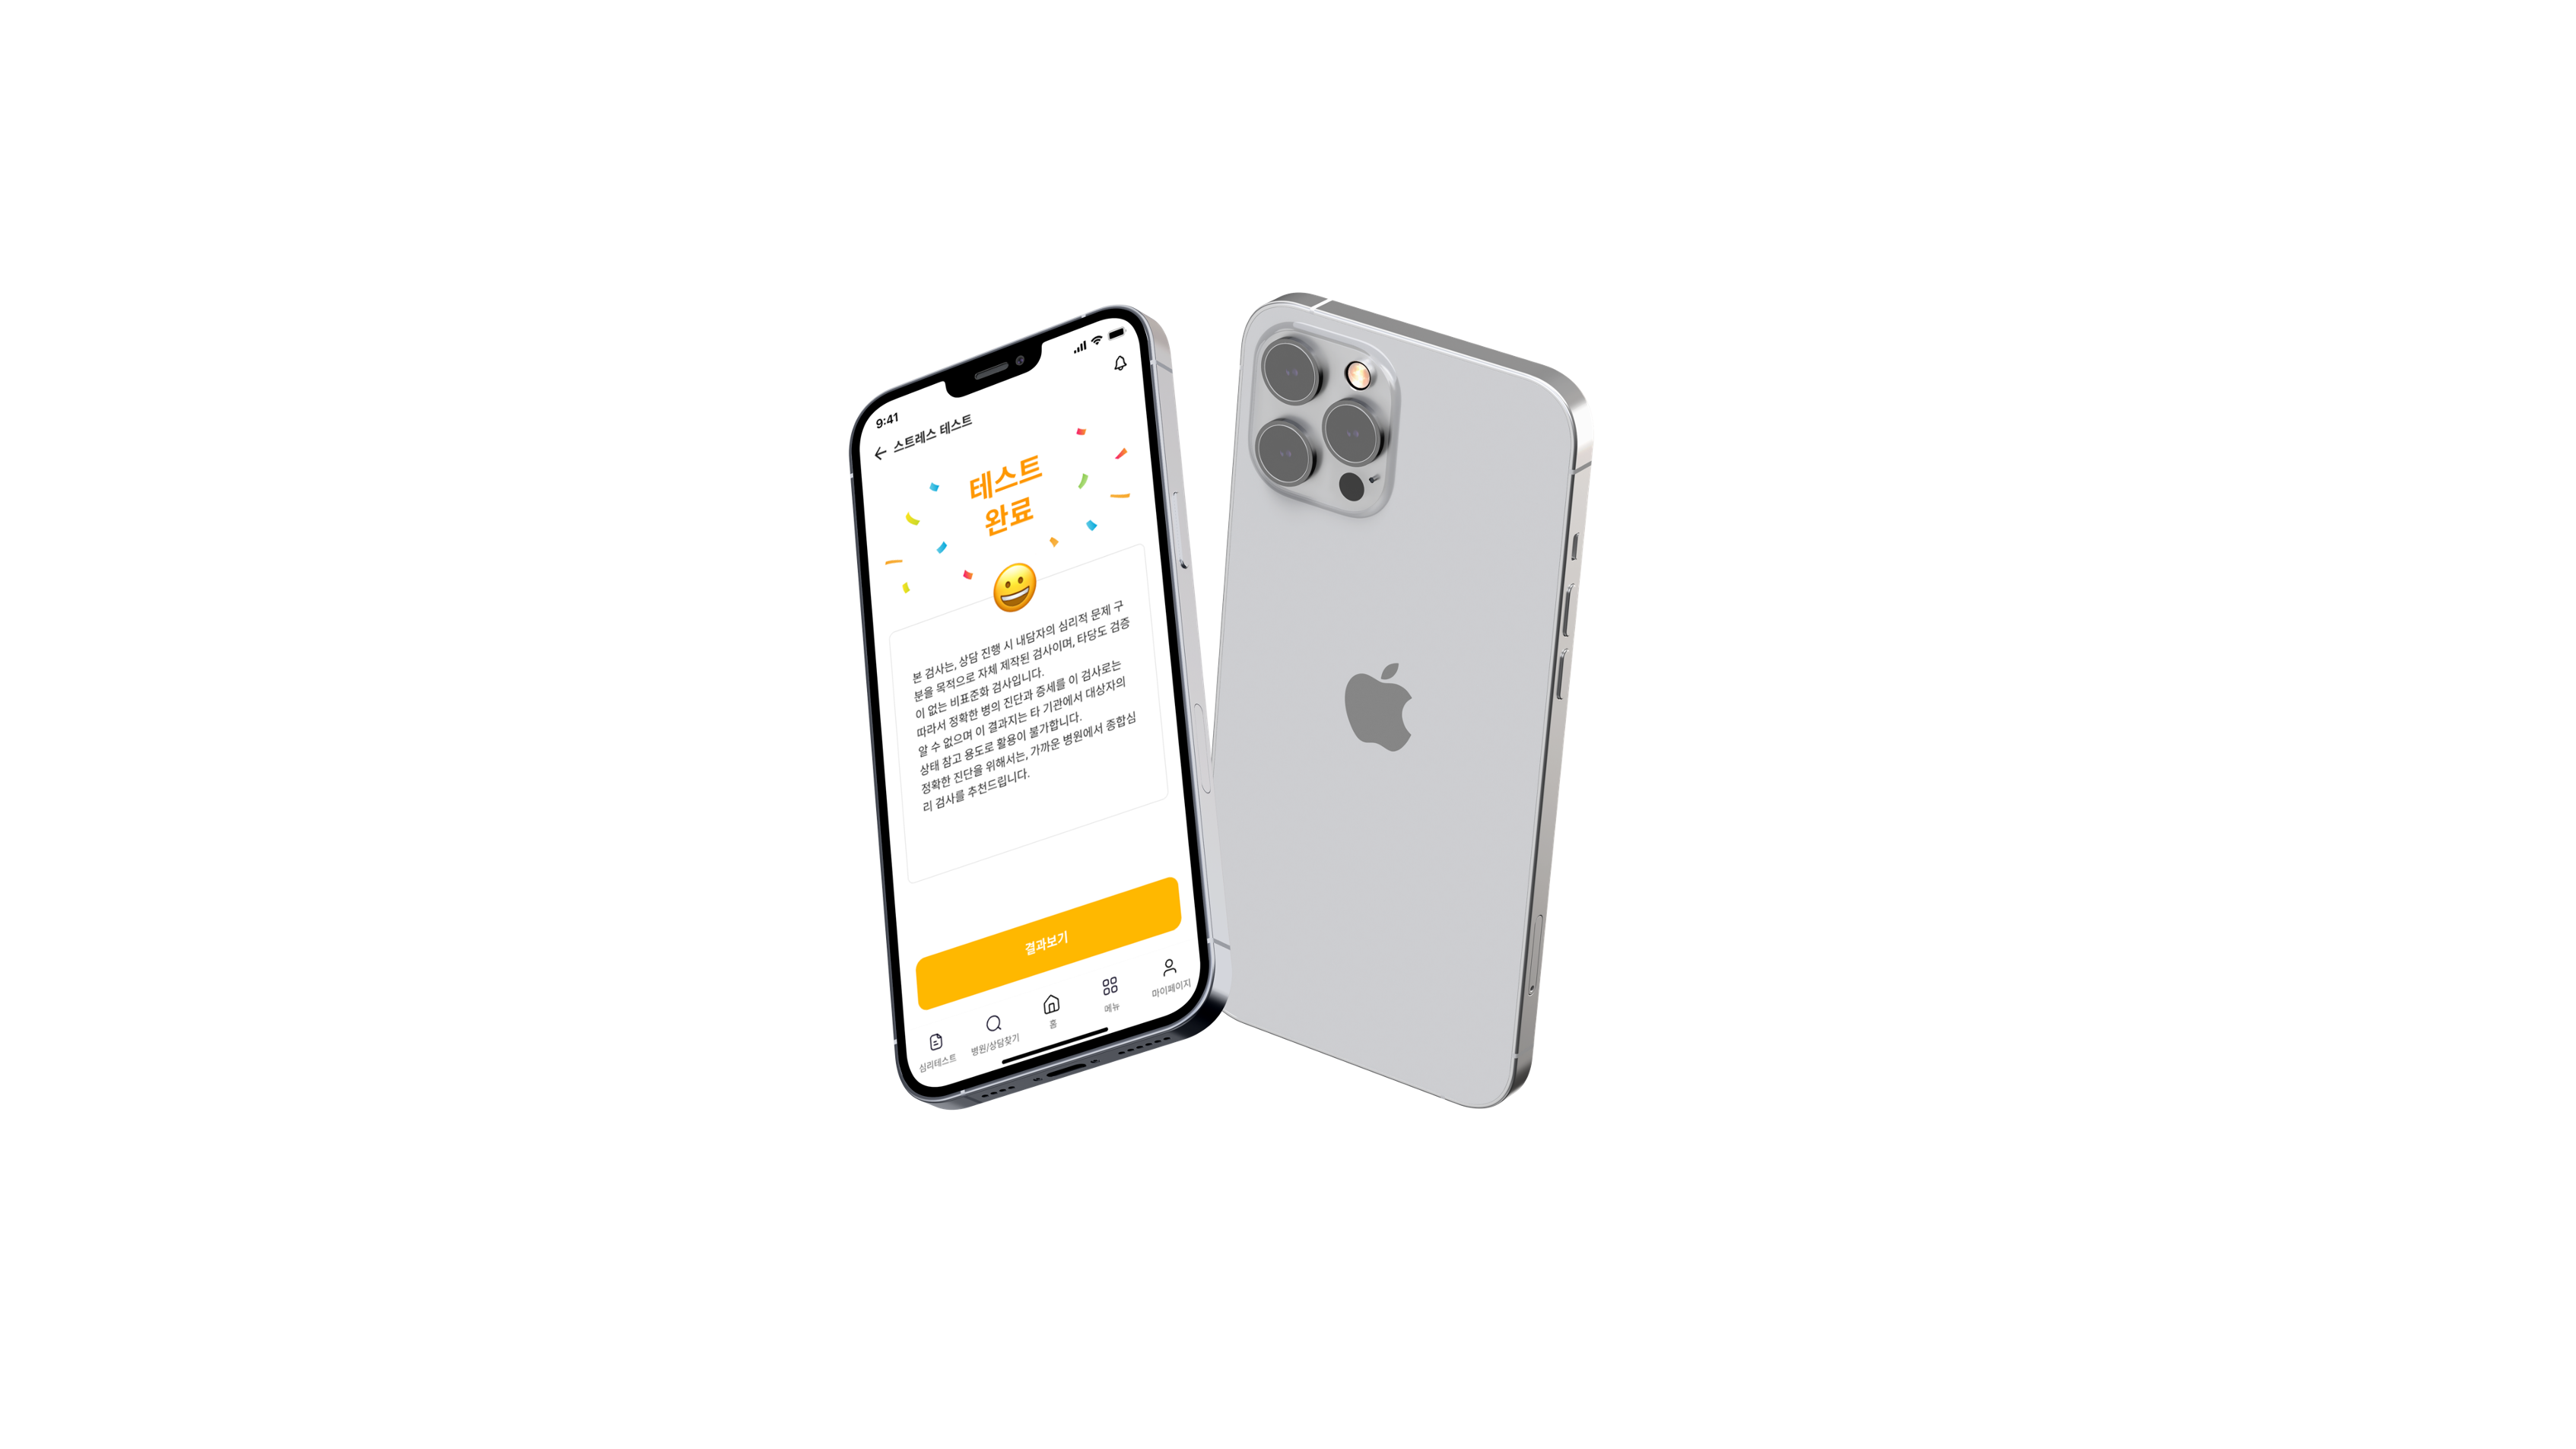 9:41
스트레스 테스트
테스트
완료
본 검사는, 상담 진행 시 내담자의 심리적 문제 구
분을 목적으로 자체 제작된 검사이며, 타당도 검증
이 없는 비표준화 검사입니다.
따라서 정확한 병의 진단과 증세를 이 검사로는
알 수 없으며 이 결과지는 타 기관에서 대상자의
상태 참고 용도로 활용이 불가합니다.
정확한 진단을 위해서는, 가까운 병원에서 종합심
리 검사를 추천드립니다.
결과보기
심리테스트
병원/상담찾기
홈
메뉴
마이페이지